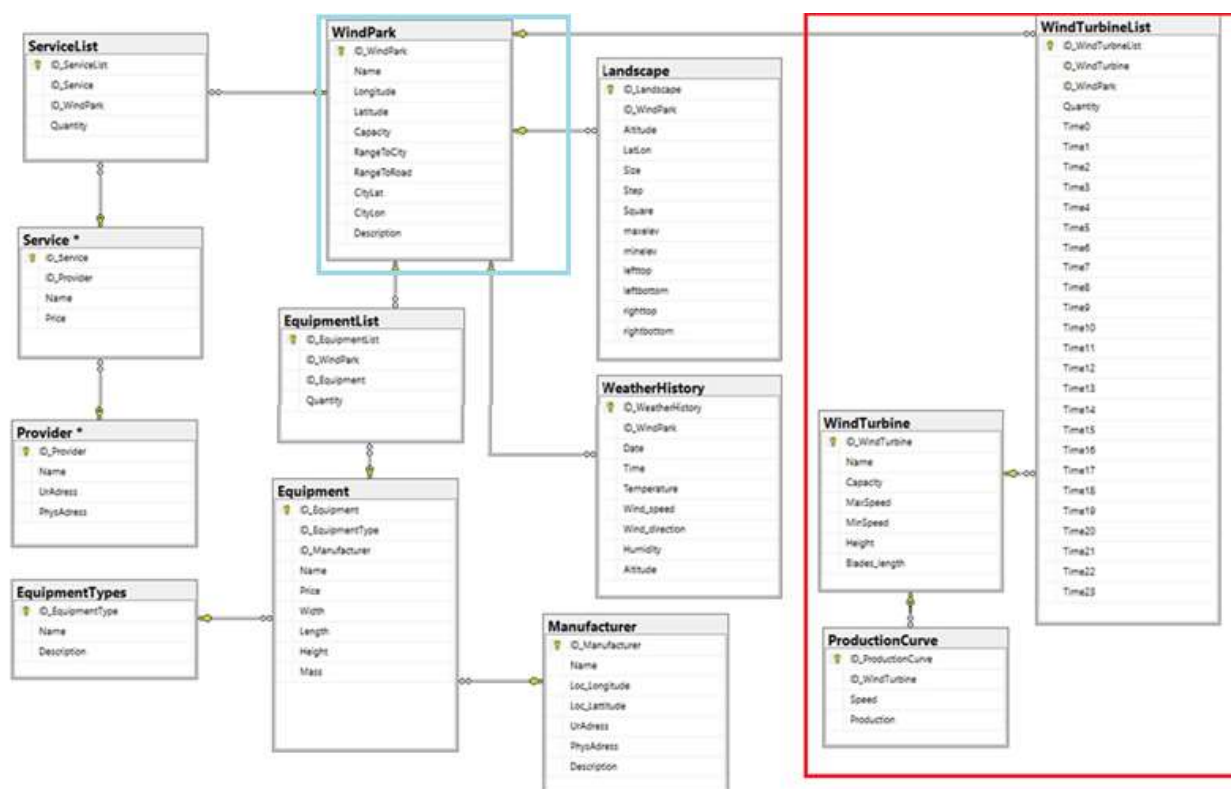 ServiceList
ID_ServiceList
ID_Service
ID_WindPark
Quantity
Service *
ID_Service
ID_Provider
Name
Price
Provider *
ID_Provider
Name
UrAdress
PhysAdress
EquipmentTypes
ID_EquipmentType
Name
Description
WindPark
ID_WindPark
Name
Longitude
Latitude
Capacity
RangeToCity
RangeToRoad
CityLat
CityLon
Description
EquipmentList
ID_EquipmentList
ID_WindPark
ID_Equipment
Quantity
Equipment
ID_Equipment
ID_EquipmentType
ID_Manufacturer
Name
Price
Width
Length
Height
Mass
Landscape
ID_Landscape
ID_WindPark
Altitude
LatLon
Size
Step
Square
maxelev
minelev
lefttop
leftbottom
righttop
rightbottom
WeatherHistory
ID_WeatherHistory
ID_WindPark
Date
Time
Temperature
Wind_speed
Wind_direction
Humidity
Altitude
Manufacturer
ID_Manufacturer
Name
Loc_Longitude
Loc_Lattitude
UrAdress
PhysAdress
Description
WindTurbine
ID_WindTurbine
Name
Capacity
MaxSpeed
MinSpeed
Height
Blades_length
ProductionCurve
ID_ProductionCurve
ID_WindTurbine
Speed
Production
WindTurbineList
ID_WindTurbineList
ID_WindTurbine
ID_WindPark
Quantity
Time0
Time1
Time2
Time3
Time4
Time5
Time6
Time7
Time8
Time9
Time10
Time11
Time12
Time13
Time14
Time15
Time16
Time17
Time18
Time19
Time20
Time21
Time22
Time23